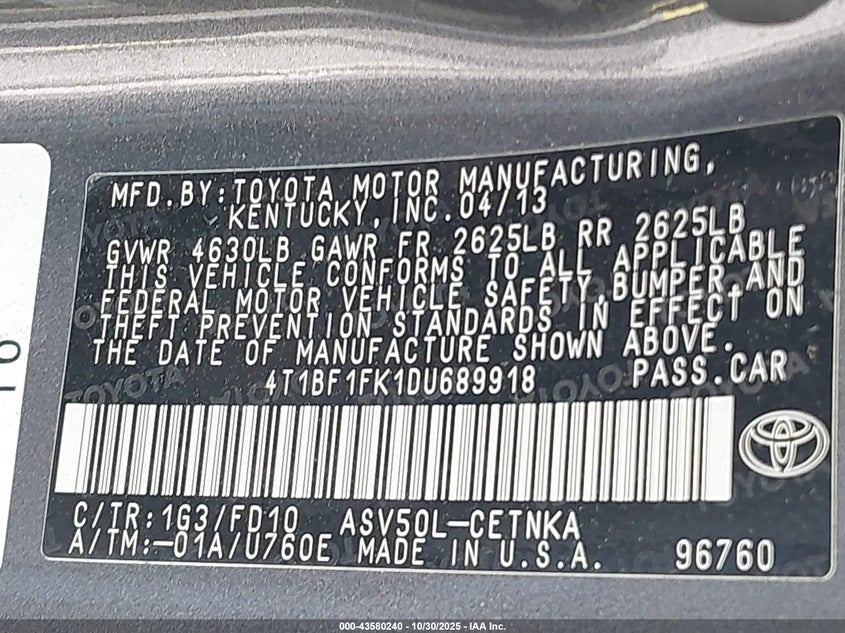 MFD.BY:TOYOTA MOTOR MANUFACTURING,
KENTUCKY, INC.04/13
GVWR 4630LB GAWR FR 2625LB RR 2625LB
THIS VEHICLE CONFORMS TO ALL APPLICABLE
FEDERAL MOTOR VEHICLE SAFETY,BUMPER,AND
THEFT PREVENTION STANDARDS IN EFFECT ON
THE DATE OF MANUFACTURE SHOWN ABOVE.
4T1BF1FK1DU689918 PASS.CAR
C/TR:1G3/FD10 ASV50L-CETNKA
A/TM:-01A/U760E MADE IN U.S.A. 96760
000-43580240 - 10/30/2025 - IAA Inc.